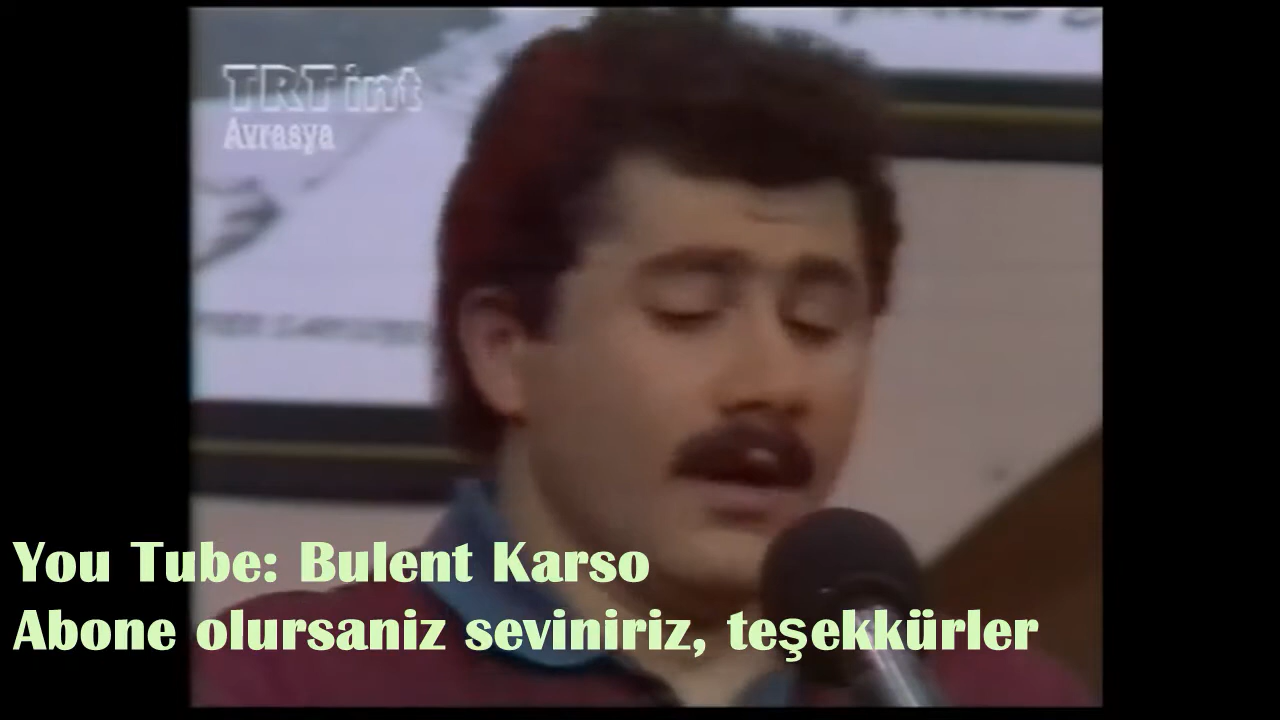 TRT int
Avrasya
You Tube: Bulent Karso
Abone olursaniz seviniriz, teşekkürler